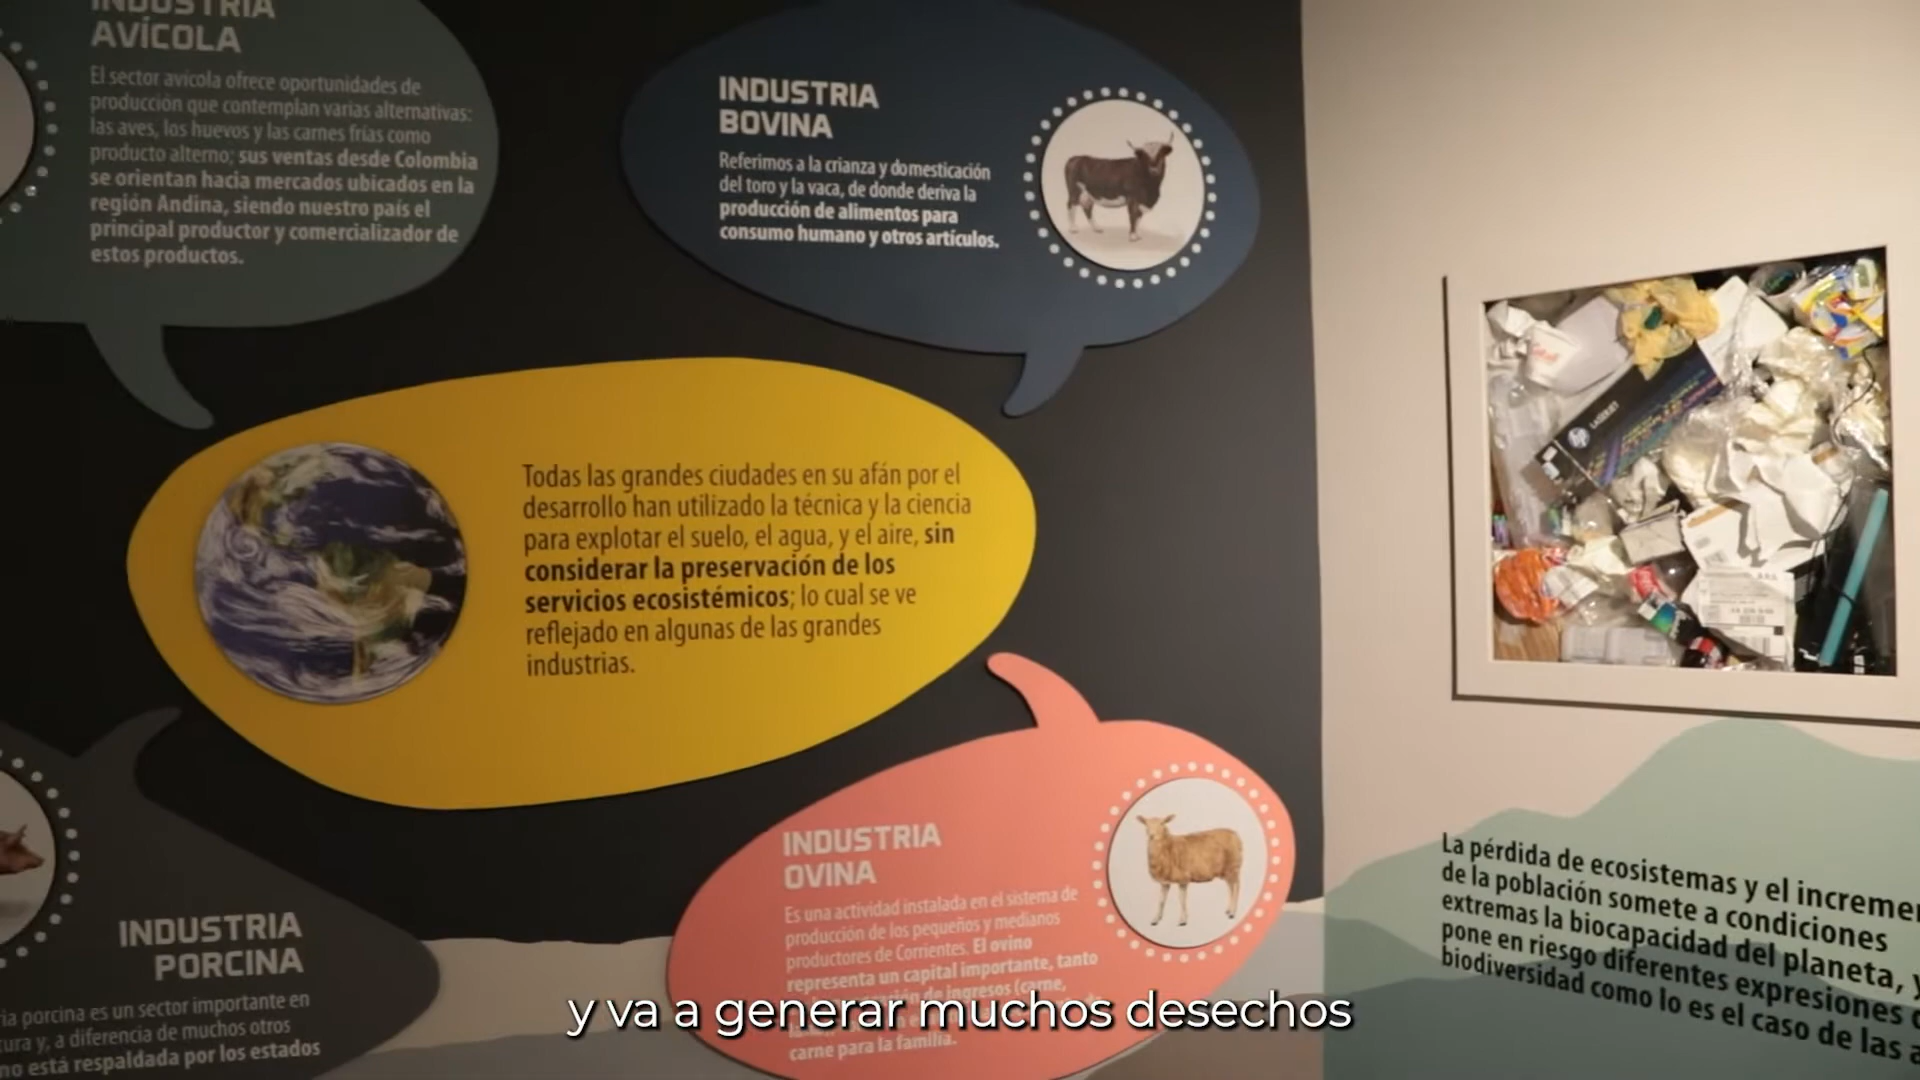 INDUSTRIA
AVÍCOLA
El sector avícola ofrece oportunidades de
producción que contemplan varias alternativas:
las aves, los huevos y las carnes frías como
producto alterno; sus ventas desde Colombia
se orientan hacia mercados ubicados en la
región Andina, siendo nuestro país el
principal productor y comercializador de
estos productos.
INDUSTRIA
BOVINA
Referimos a la crianza y domesticación
del toro y la vaca, de donde deriva la
producción de alimentos para
consumo humano y otros artículos.
Todas las grandes ciudades en su afán por el
desarrollo han utilizado la técnica y la ciencia
para explotar el suelo, el agua, y el aire, sin
considerar la preservación de los
servicios ecosistémicos; lo cual se ve
reflejado en algunas de las grandes
industrias.
INDUSTRIA
PORCINA
porcina es un sector importante en
y, a diferencia de muchos otros
no está respaldada por los estados
INDUSTRIA
OVINA
Es una actividad instalada en el sistema de
producción de los pequeños y medianos
productores de Corrientes. El ovino
representa un capital importante, tanto
de ingresos (carne,
carne para la familia.
La pérdida de ecosistemas y el
de la población somete a condiciones
extremas la biocapacidad del planeta, y
pone en riesgo diferentes expresiones
biodiversidad como lo es el caso de las
y va a generar muchos desechos